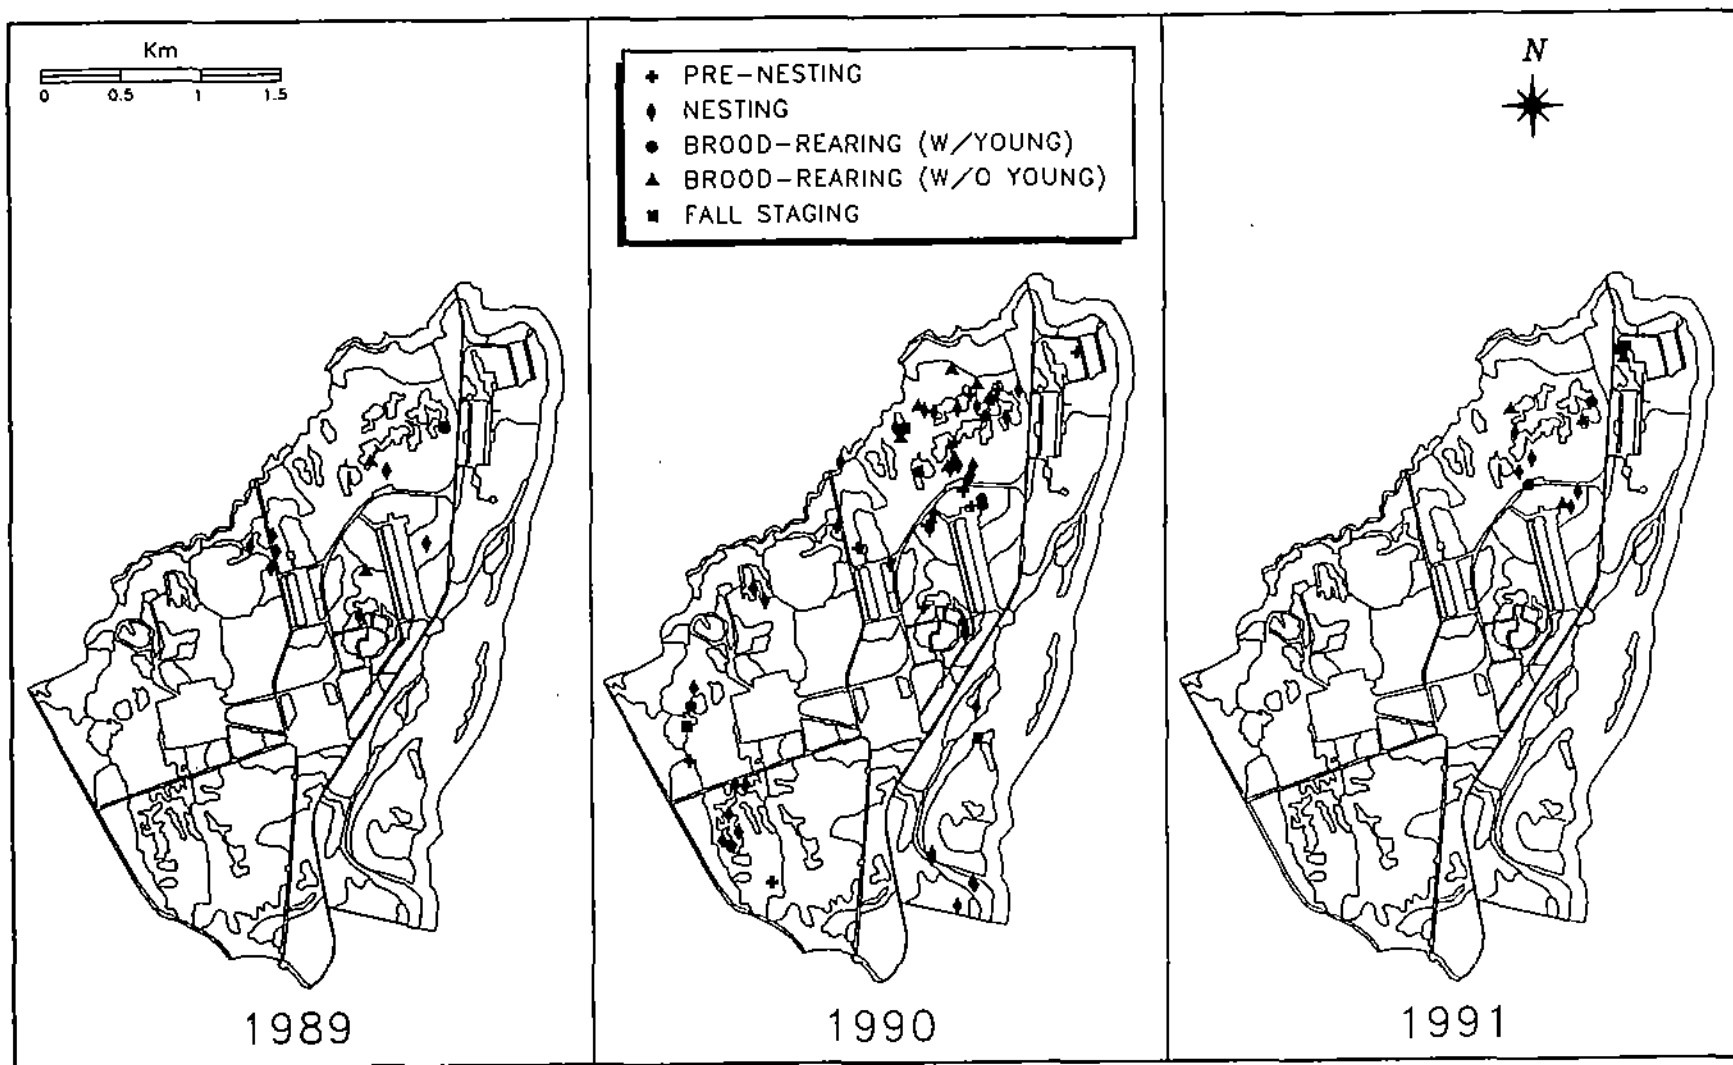 Km
0 0.5 1 1.5
PRE-NESTING
NESTING
BROOD-REARING (W/YOUNG)
BROOD-REARING (W/O YOUNG)
FALL STAGING
N
1989
1990
1991